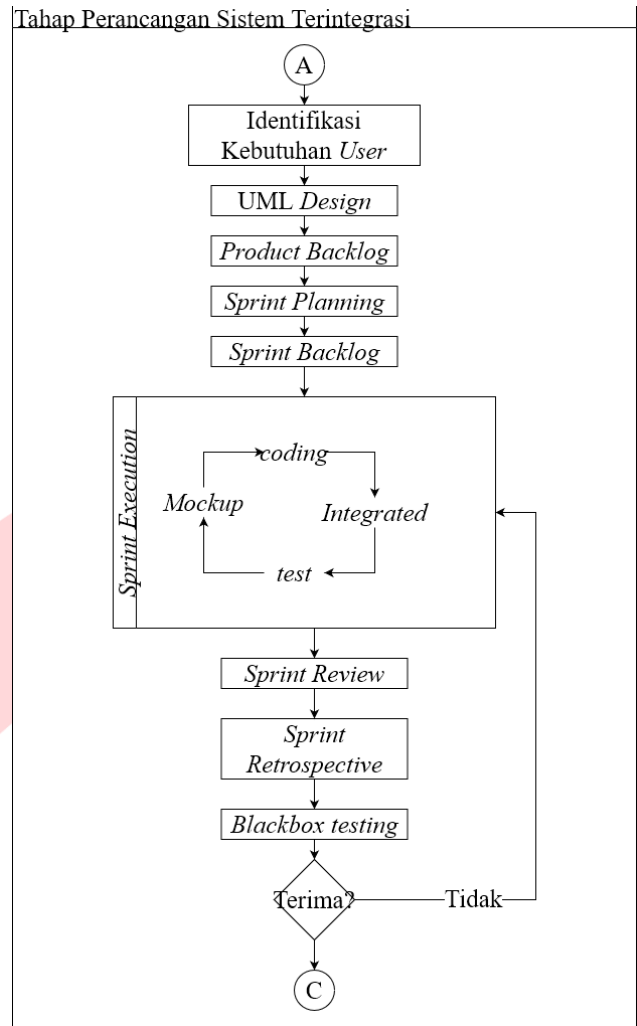 Tahap Perancangan Sistem Terintegrasi
A
Identifikasi
Kebutuhan User
UML Design
Product Backlog
Sprint Planning
Sprint Backlog
Sprint Execution
coding
Mockup
Integrated
test
Sprint Review
Sprint
Retrospective
Blackbox testing
Terima?
Tidak
C